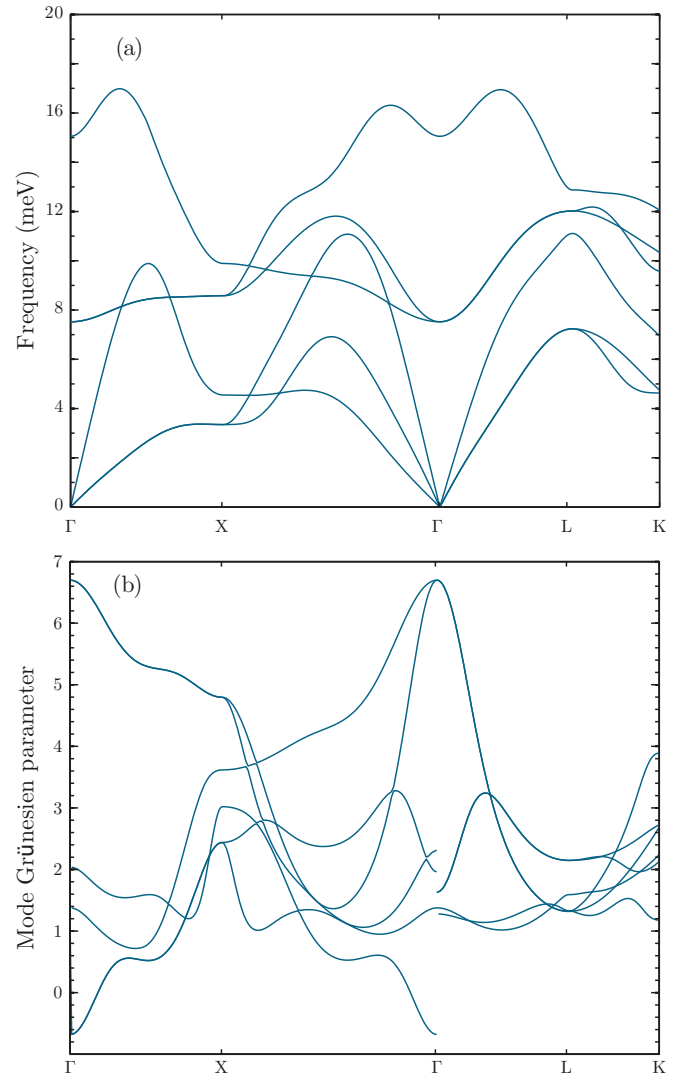 20
(a)
16
12
8
4
0
Frequency (meV)
Γ X Γ L K
7
(b)
6
5
4
3
2
1
0
Mode Grünesien parameter
Γ X Γ L K